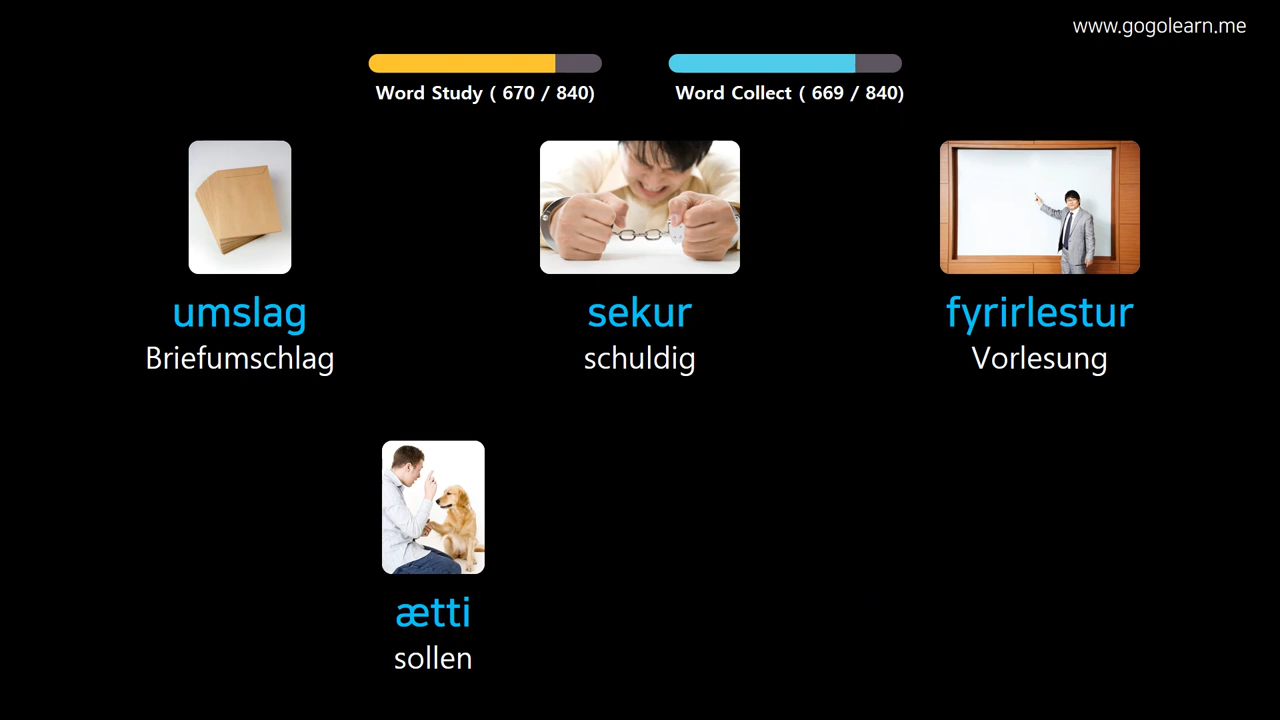 www.gogolearn.me
Word Study ( 670 / 840)
Word Collect ( 669 / 840)
umslag
Briefumschlag
sekur
schuldig
fyrirlestur
Vorlesung
ætti
sollen